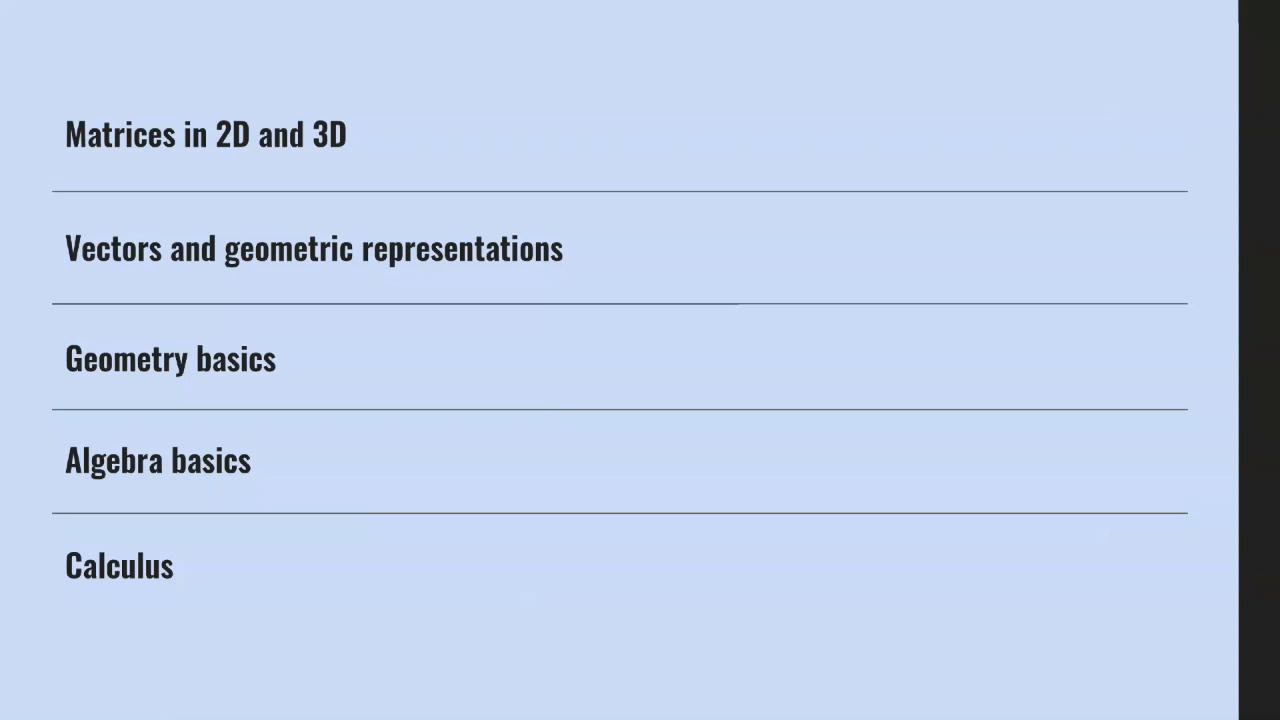 Matrices in 2D and 3D
Vectors and geometric representations
Geometry basics
Algebra basics
Calculus